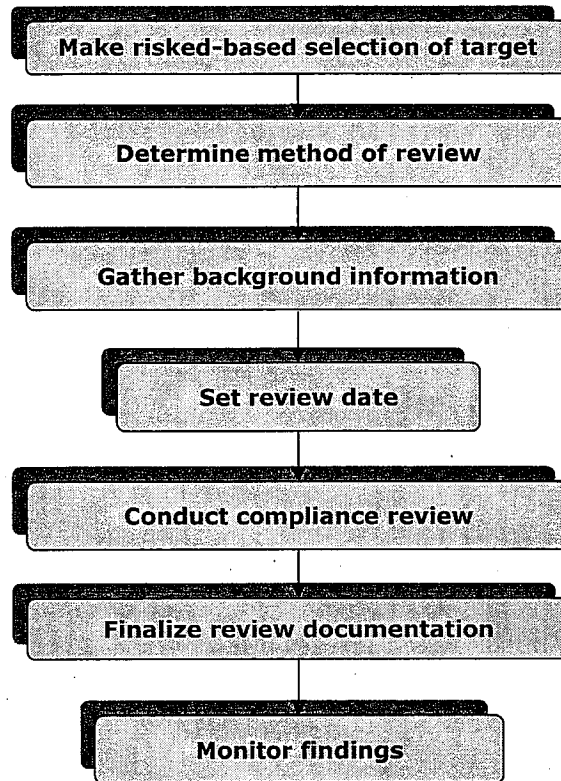 Make risked-based selection of target
Determine method of review
Gather background information
Set review date
Conduct compliance review
Finalize review documentation
Monitor findings